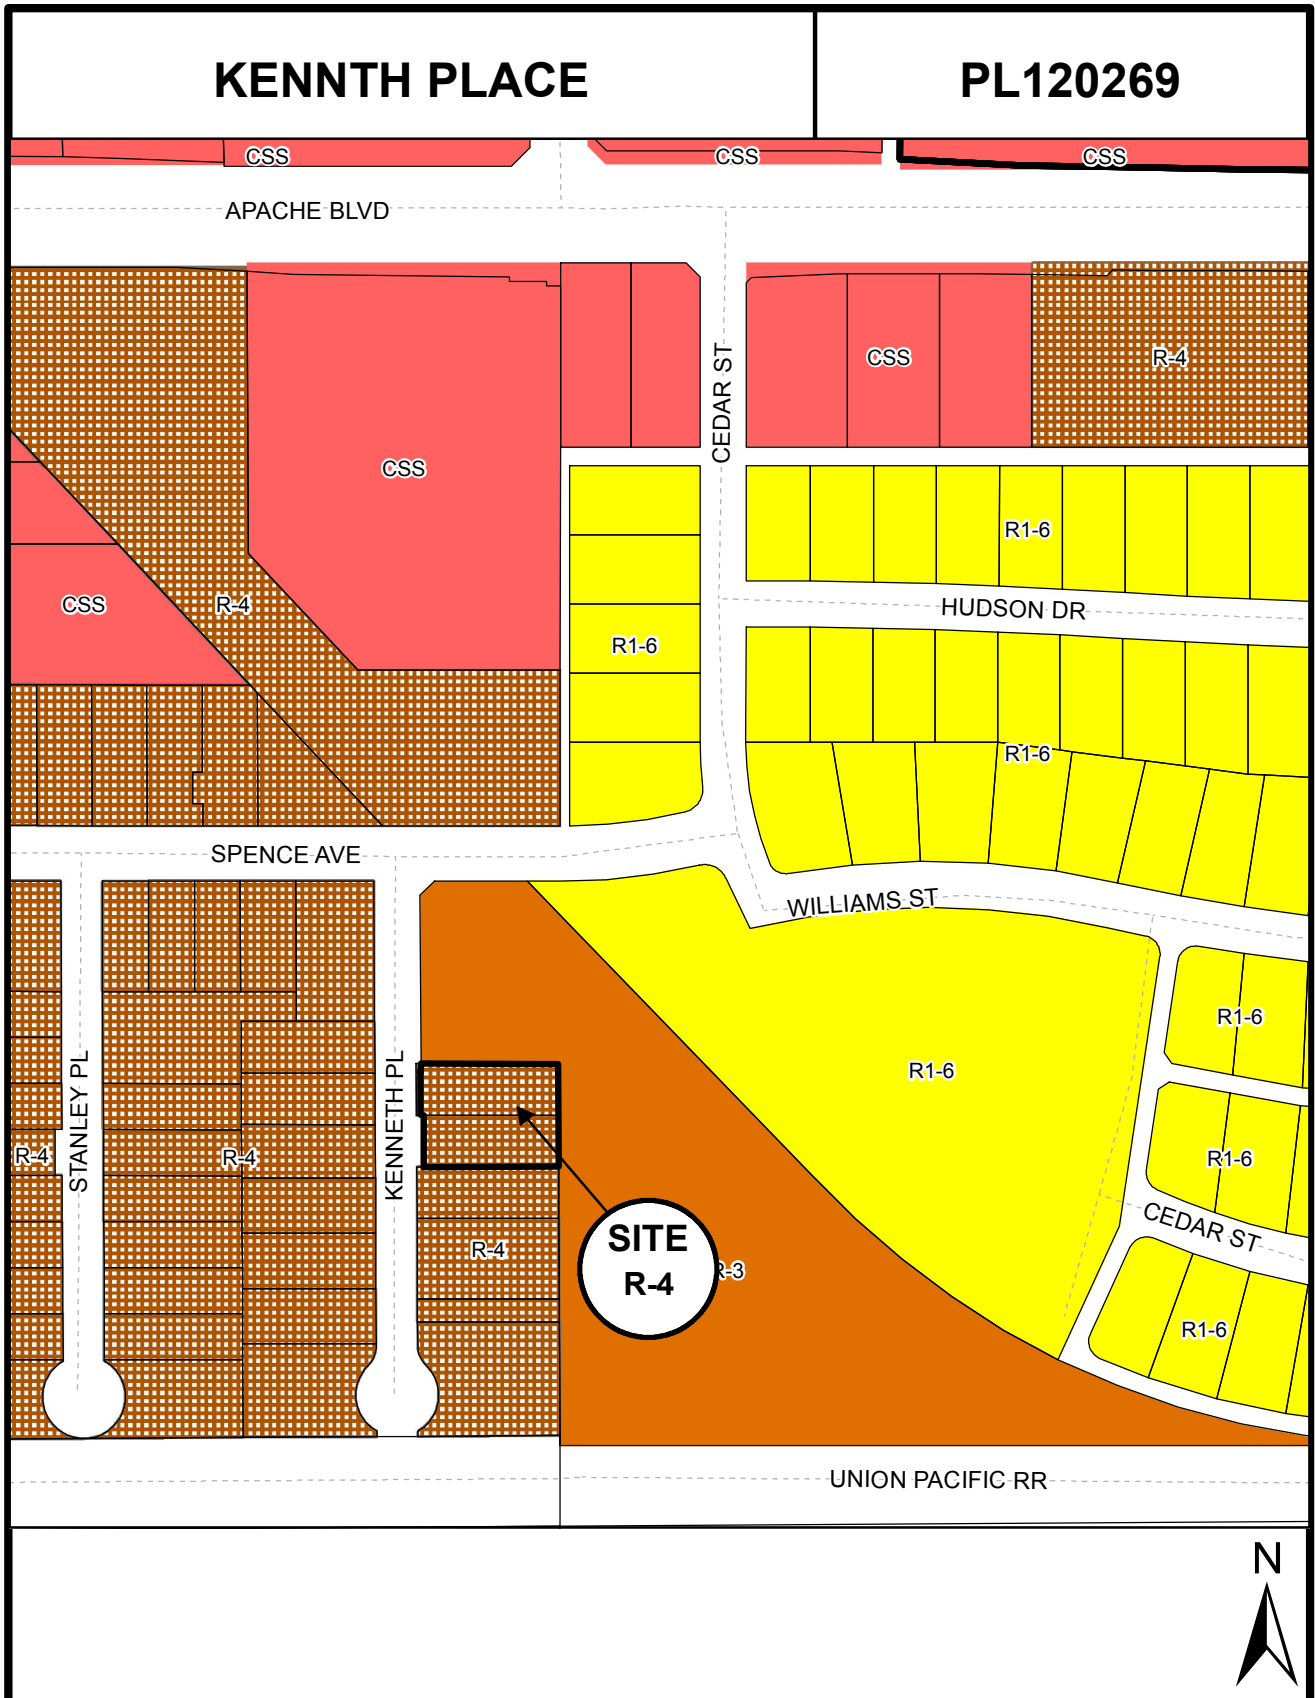 KENNTH PLACE
PL120269
CSS
CSS
CSS
APACHE BLVD
CEDAR ST
CSS
R-4
CSS
R1-6
CSS
R-4
HUDSON DR
R1-6
R1-6
SPENCE AVE
WILLIAMS ST
R1-6
R1-6
STANLEY PL
KENNETH PL
R-4
R-4
R1-6
CEDAR ST
SITE
R-4
R-4
R-3
R1-6
UNION PACIFIC RR
N